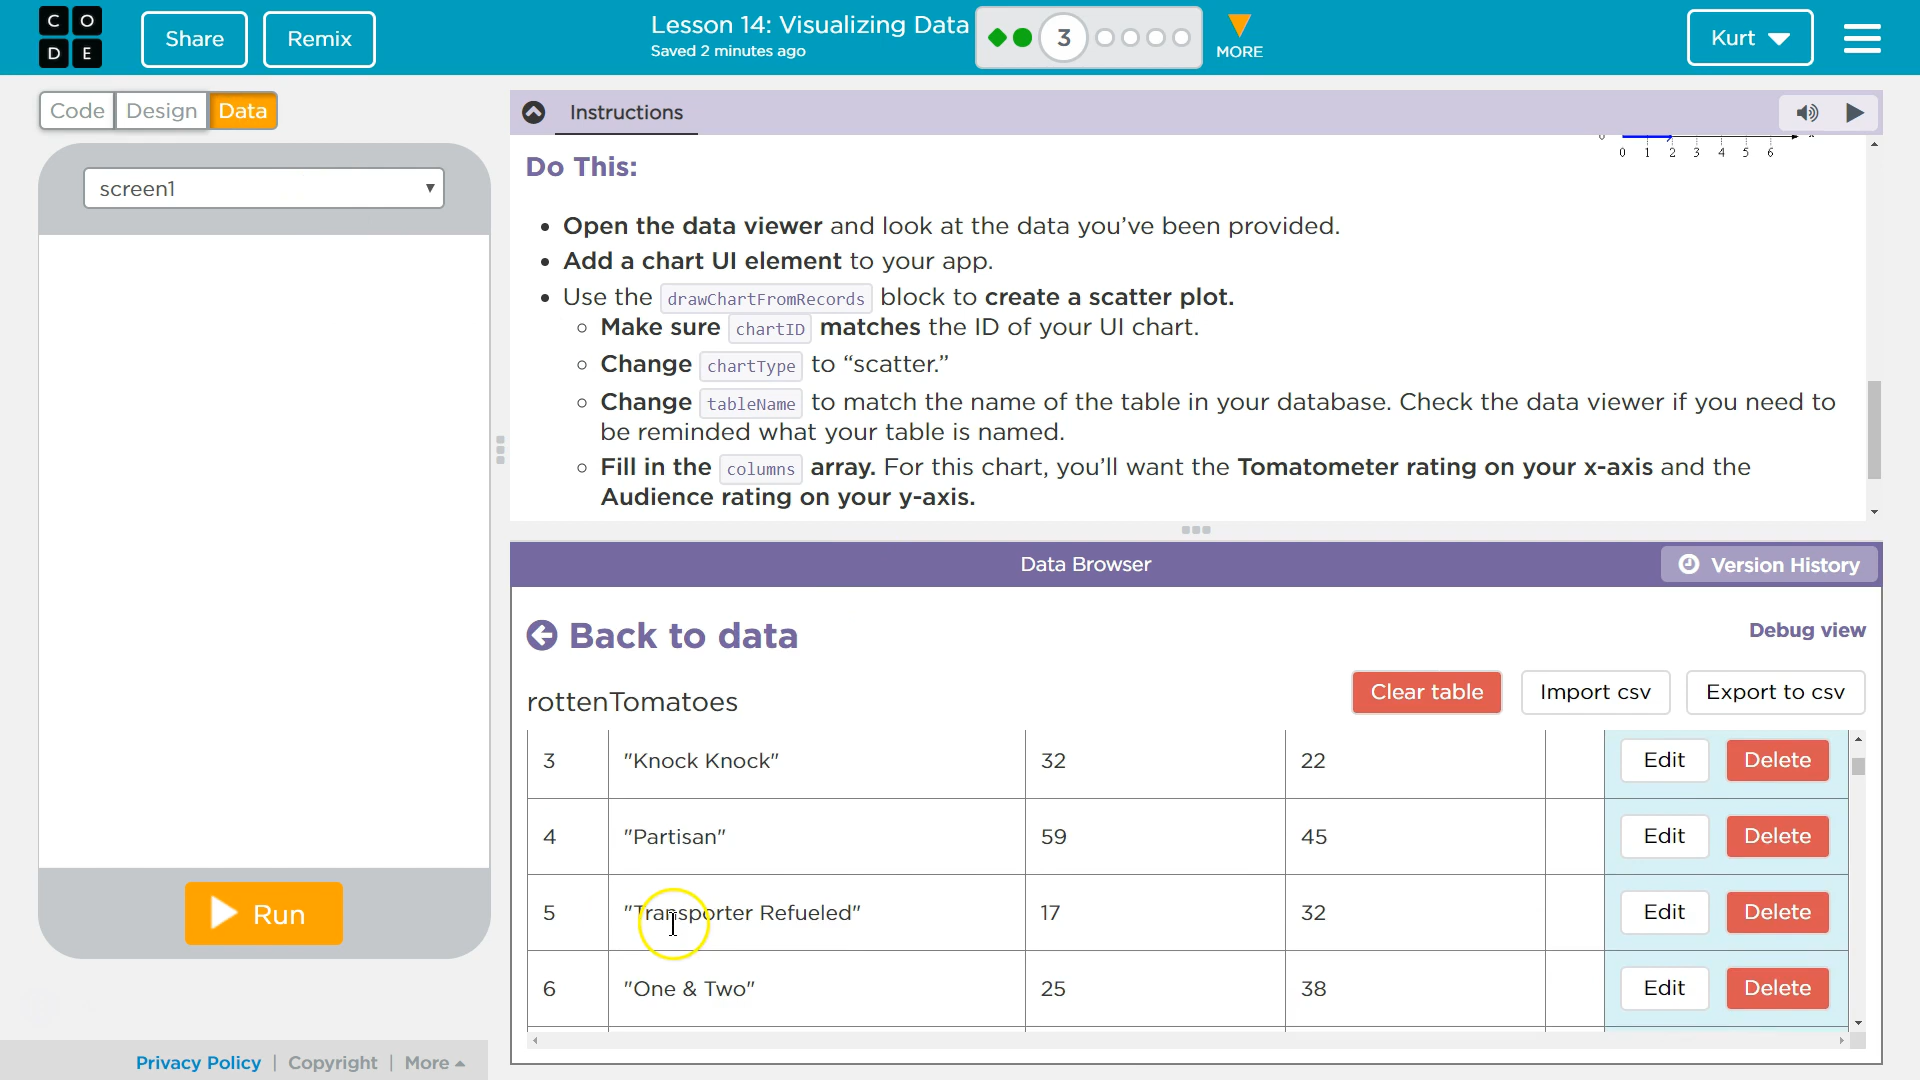 C O
D E
Share
Remix
Lesson 14: Visualizing Data
Saved 2 minutes ago
3
MORE
Kurt
Code
Design
Data
screen1
Run
Privacy Policy | Copyright | More
Instructions
0
0 1 2 3 4 5 6
Do This:
Open the data viewer and look at the data you've been provided.
Add a chart UI element to your app.
Use the drawChartFromRecords block to create a scatter plot.
Make sure chartID matches the ID of your UI chart.
Change chartType to “scatter.”
Change tableName to match the name of the table in your database. Check the data viewer if you need to
be reminded what your table is named.
Fill in the columns array. For this chart, you'll want the Tomatometer rating on your x-axis and the
Audience rating on your y-axis.
Data Browser
Version History
Back to data
Debug view
rottenTomatoes
Clear table
Import csv
Export to csv
3 "Knock Knock" 32 22 Edit Delete
4 "Partisan" 59 45 Edit Delete
5 "Transporter Refueled" 17 32 Edit Delete
6 "One & Two" 25 38 Edit Delete